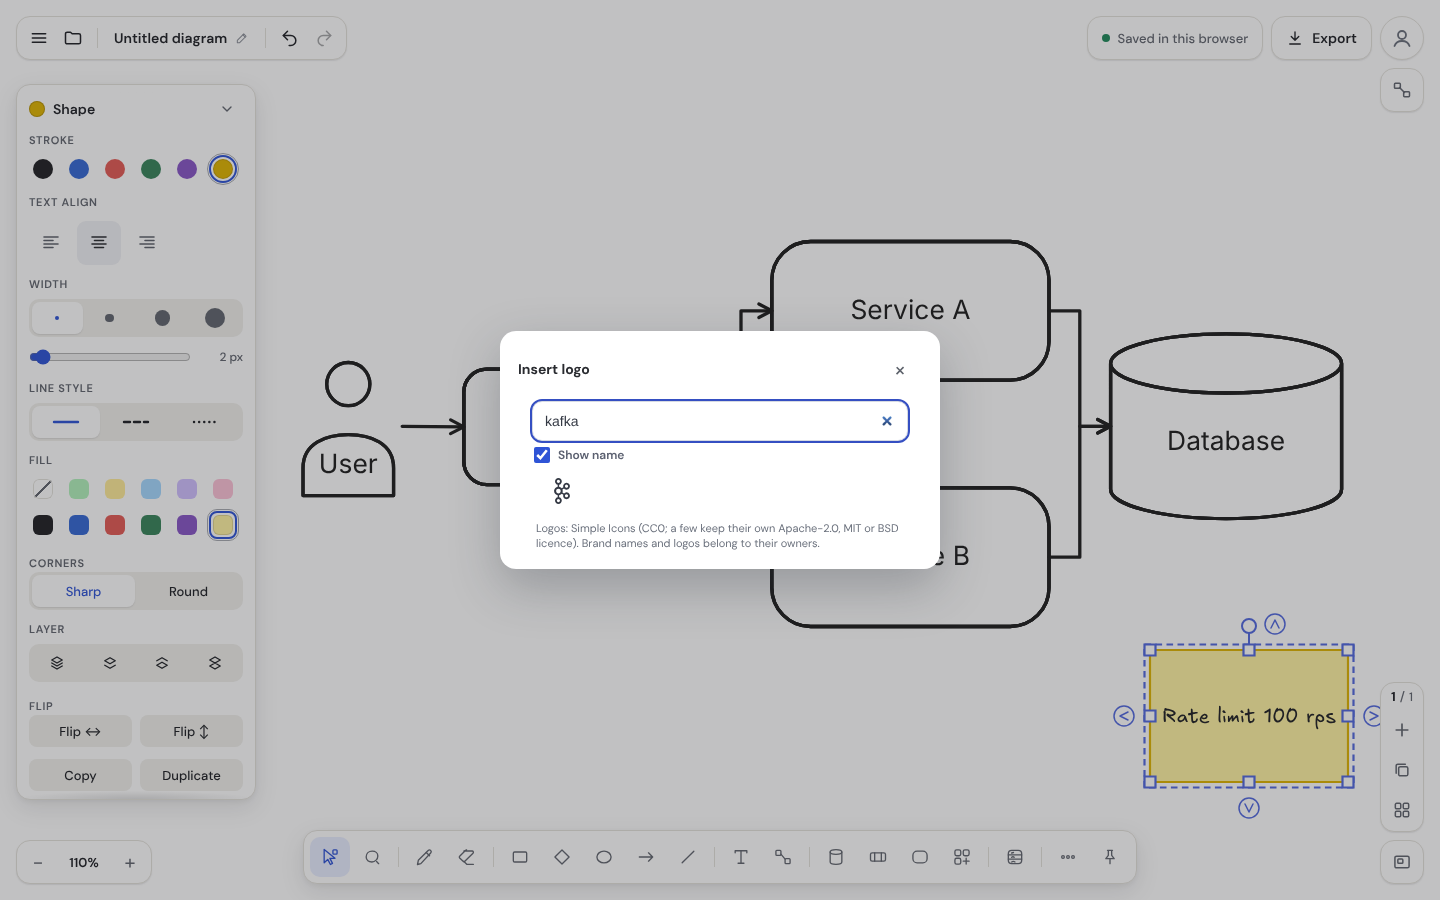 Untitled diagram
Saved in this browser
Export
Shape
STROKE
TEXT ALIGN
WIDTH
2 px
LINE STYLE
FILL
CORNERS
Sharp
Round
LAYER
FLIP
Flip
Flip
Copy
Duplicate
110%
User
Service A
Insert logo
kafka
Show name
Logos: Simple Icons (CC0; a few keep their own Apache-2.0, MIT or BSD
licence). Brand names and logos belong to their owners.
B
Database
Rate limit 100 rps
1 / 1